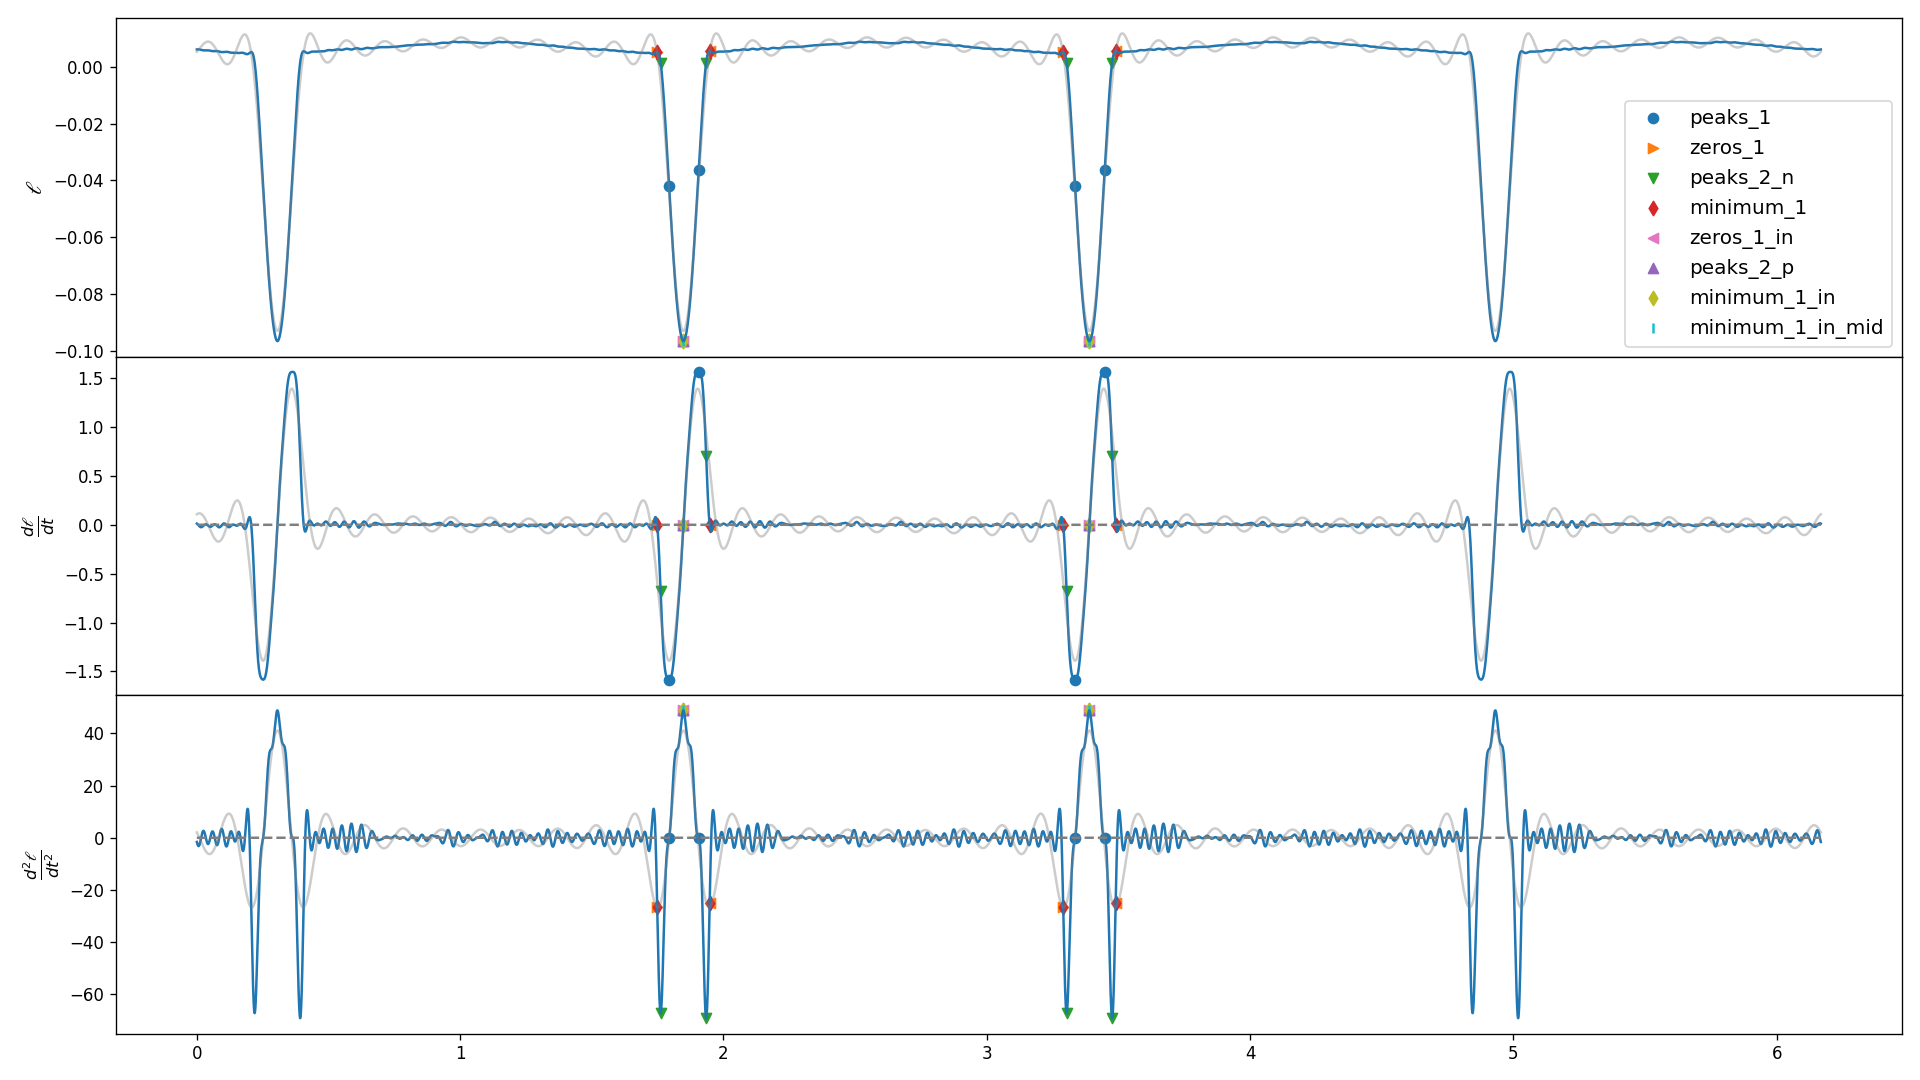 0.00
−0.02
−0.04
−0.06
−0.08
−0.10
ℓ
peaks_1
zeros_1
peaks_2_n
minimum_1
zeros_1_in
peaks_2_p
minimum_1_in
minimum_1_in_mid
1.5
1.0
0.5
0.0
−0.5
−1.0
−1.5
dℓ
dt
40
20
0
−20
−40
−60
d²ℓ
dt²
0 1 2 3 4 5 6